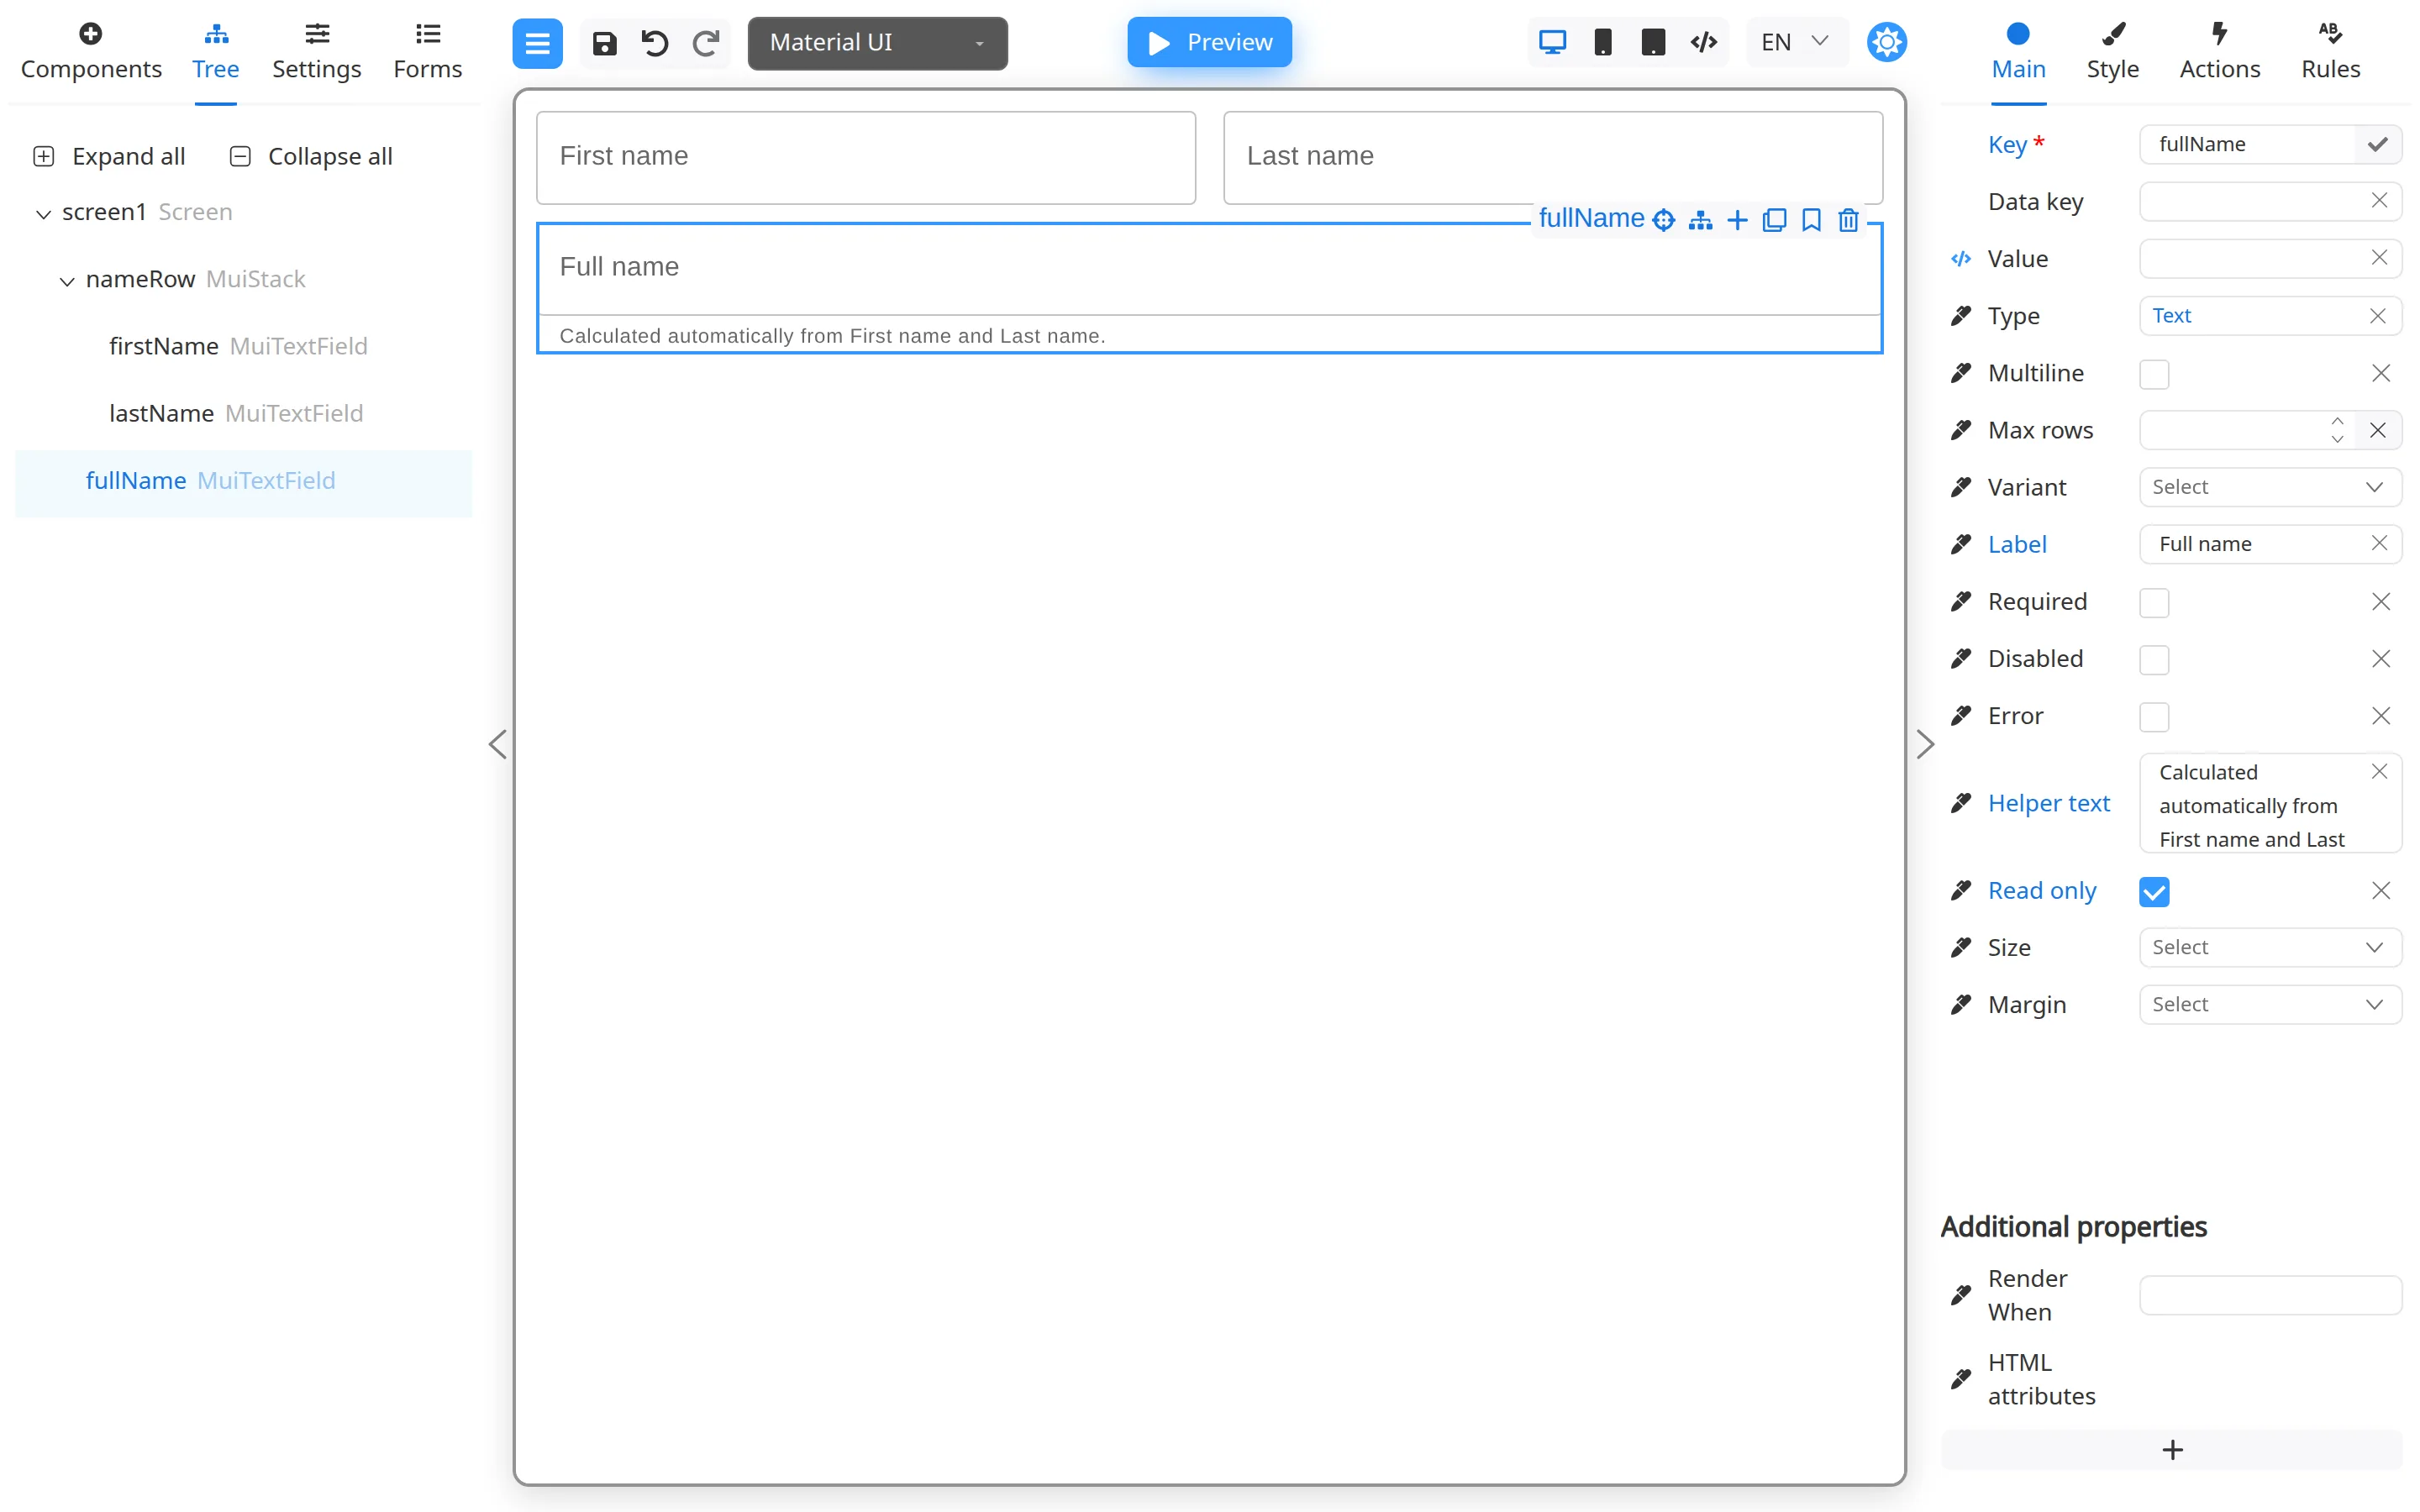 Components
Tree
Settings
Forms
Material UI
Preview
EN
Main
Style
Actions
AB
Rules
Expand all
Collapse all
screen1 Screen
nameRow MuiStack
firstName MuiTextField
lastName MuiTextField
fullName MuiTextField
First name
Last name
fullName
Full name
Calculated automatically from First name and Last name.
Key *
fullName
Data key
Value
Type
Text
Multiline
Max rows
Variant
Select
Label
Full name
Required
Disabled
Error
Helper text
Calculated
automatically from
First name and Last
Read only
Size
Select
Margin
Select
Additional properties
Render
When
HTML
attributes